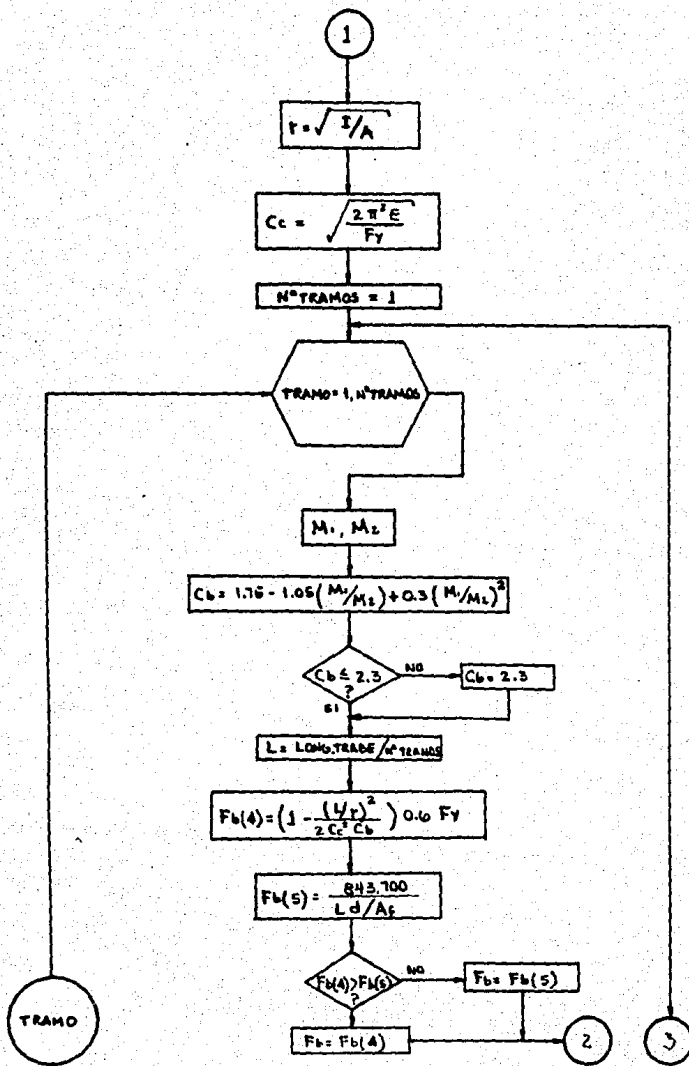 1
r = √I/A
Cc = √2π²E/Fy
Nº TRAMOS = 1
TRAMO = 1, Nº TRAMOS
M₁, M₂
Cb = 1.75 - 1.05 (M₁/M₂) + 0.3 (M₁/M₂)²
Cb ≤ 2.3
?
NO
Cb = 2.3
SI
L = LONG.TRABE/Nº TRAMOS
Fb(4) = (1 - (L/r)²/2Cc² Cb) 0.6 Fy
Fb(5) = 843,700/L d/Af
Fb(4)>Fb(5)
?
NO
Fb = Fb(5)
Fb = Fb(4)
TRAMO
2
3